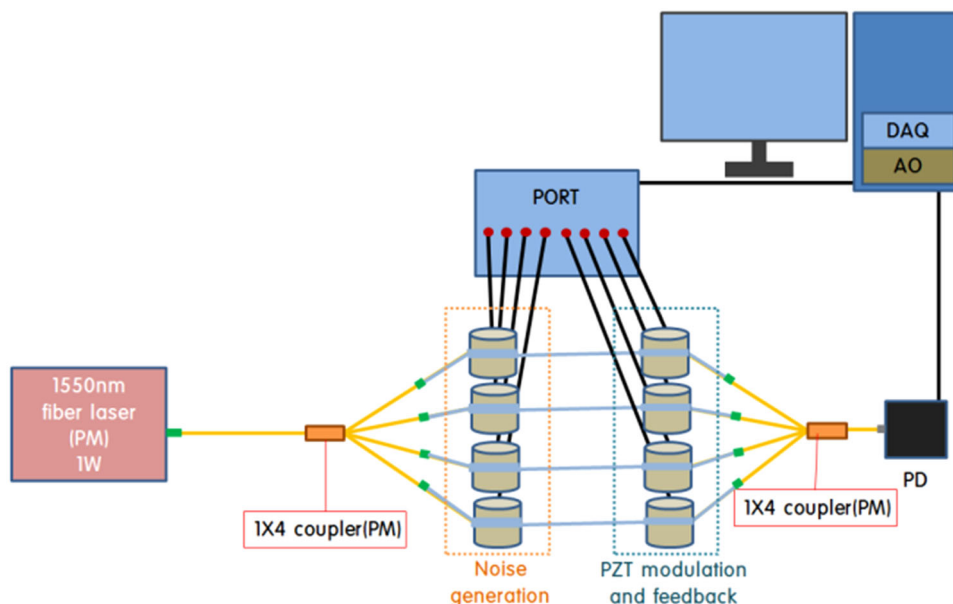 DAQ
AO
PORT
1550nm
fiber laser
(PM)
1W
1X4 coupler(PM)
1X4 coupler(PM)
PD
Noise
generation
PZT modulation
and feedback